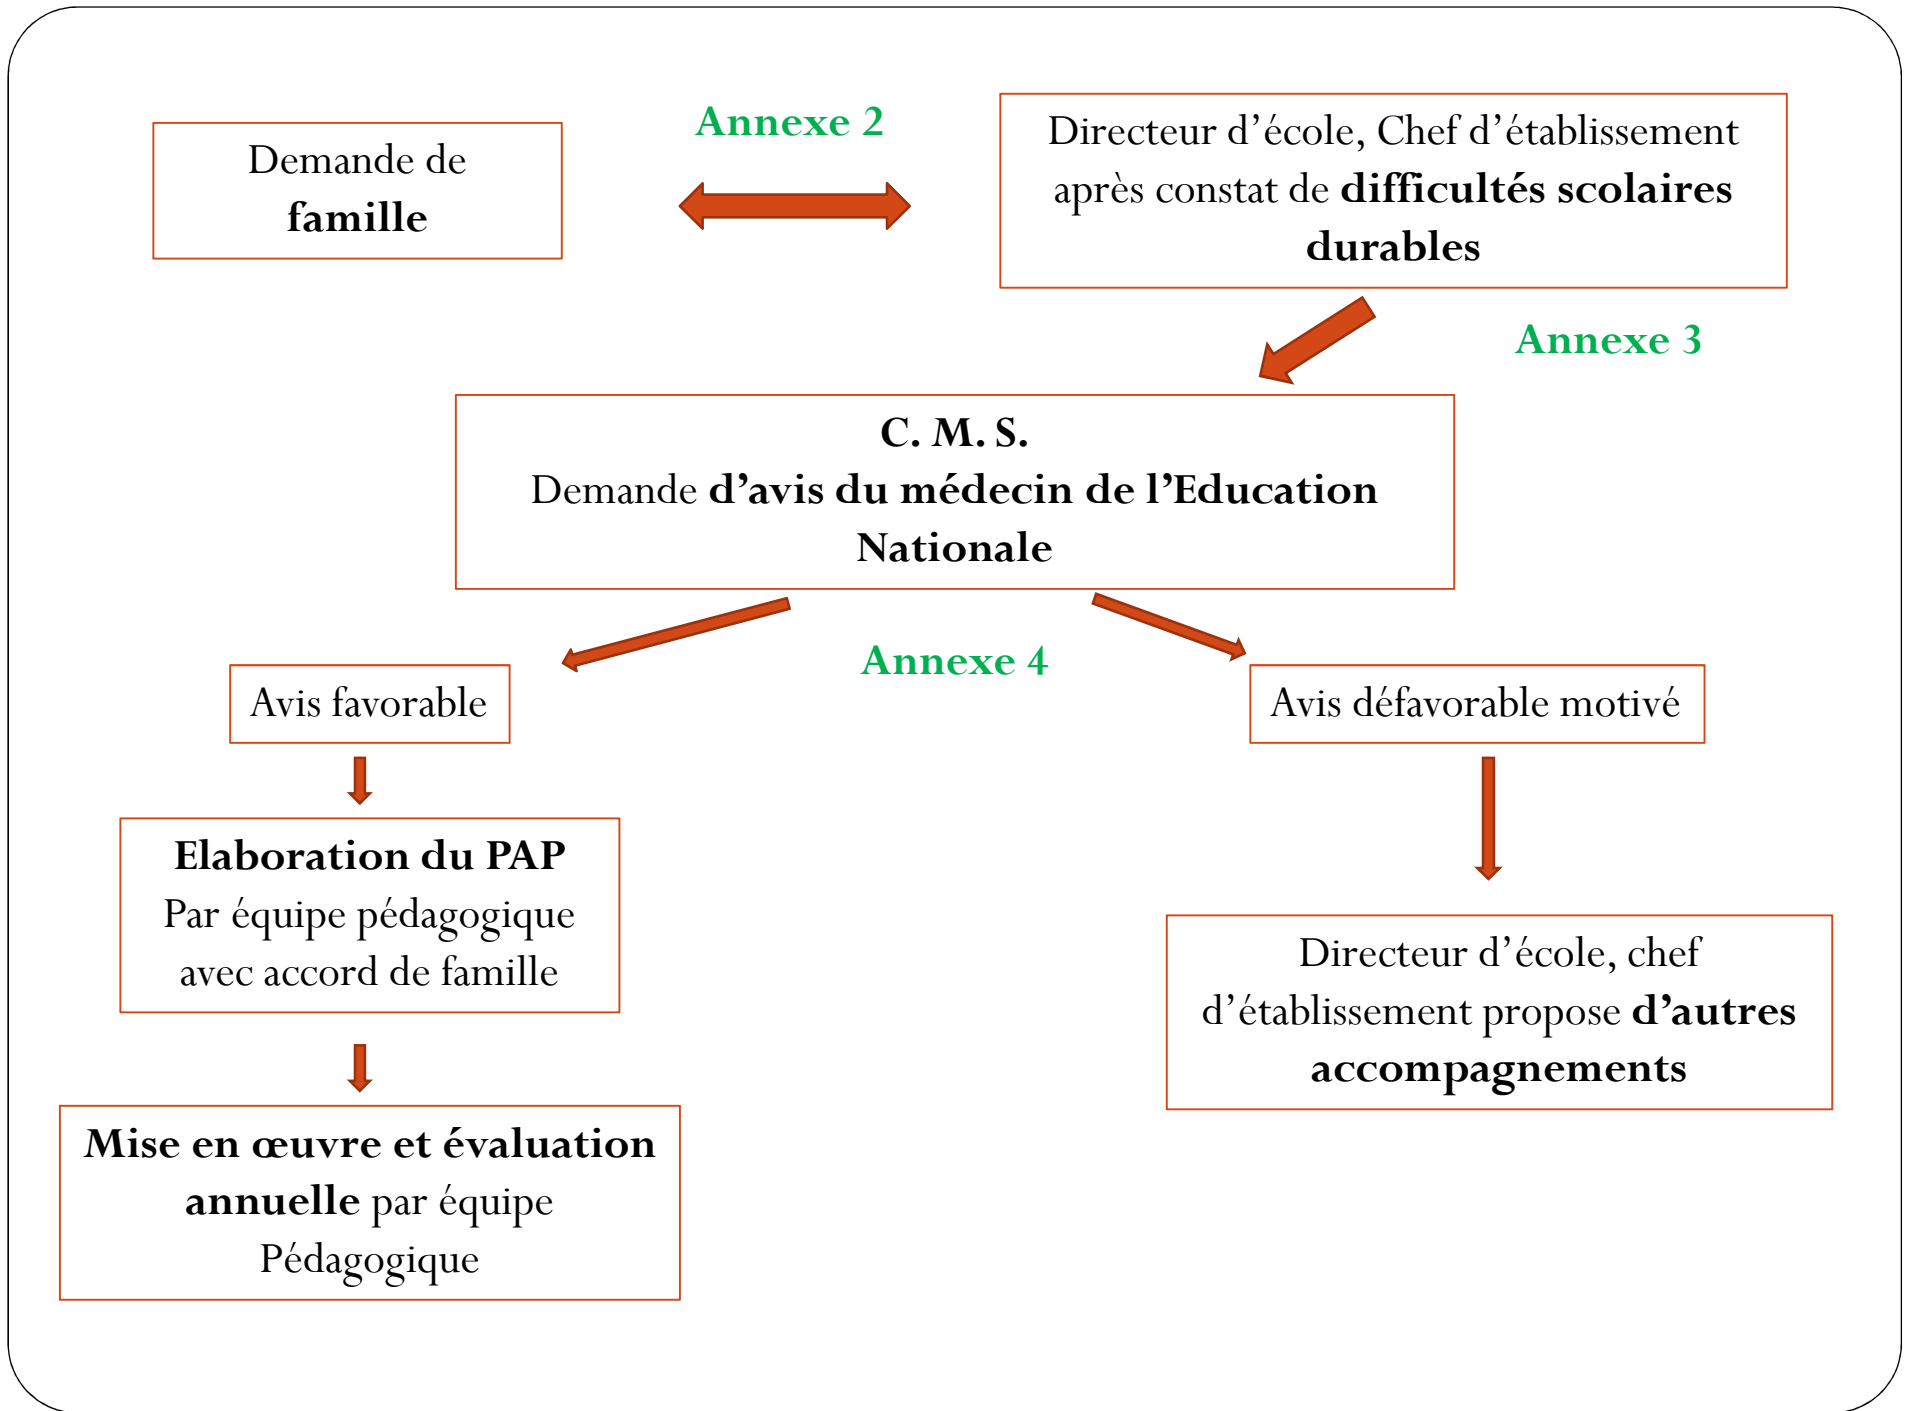 Demande de
famille
Annexe 2
Directeur d’école, Chef d’établissement
après constat de difficultés scolaires
durables
Annexe 3
C. M. S.
Demande d’avis du médecin de l’Education
Nationale
Annexe 4
Avis favorable
Avis défavorable motivé
Elaboration du PAP
Par équipe pédagogique
avec accord de famille
Directeur d’école, chef
d’établissement propose d’autres
accompagnements
Mise en œuvre et évaluation
annuelle par équipe
Pédagogique